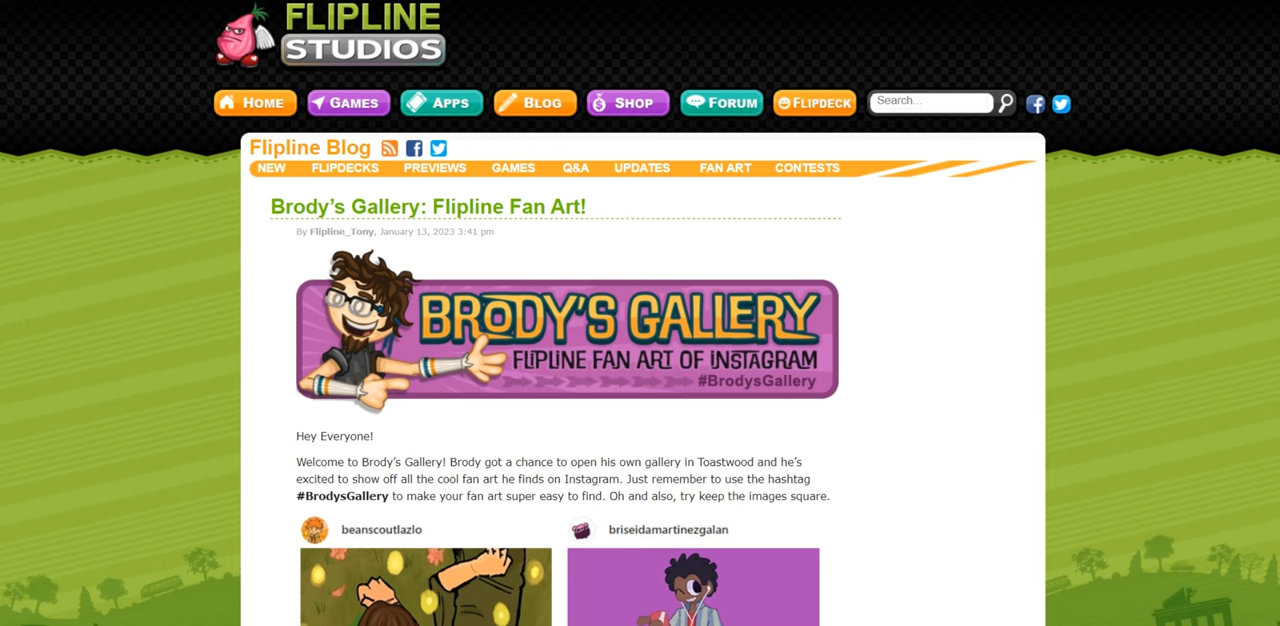 FLIPLINE
STUDIOS
HOME GAMES APPS BLOG SHOP FORUM FLIPDECK Search...
Flipline Blog
NEW FLIPDECKS PREVIEWS GAMES Q&A UPDATES FAN ART CONTESTS
Brody’s Gallery: Flipline Fan Art!
By Flipline_Tony, January 13, 2023 3:41 pm
BRODY'S GALLERY
FLIPLINE FAN ART OF INSTAGRAM
#BrodysGallery
Hey Everyone!
Welcome to Brody’s Gallery! Brody got a chance to open his own gallery in Toastwood and he’s
excited to show off all the cool fan art he finds on Instagram. Just remember to use the hashtag
#BrodysGallery to make your fan art super easy to find. Oh and also, try keep the images square.
beanscoutlazlo briseidamartinezgalan